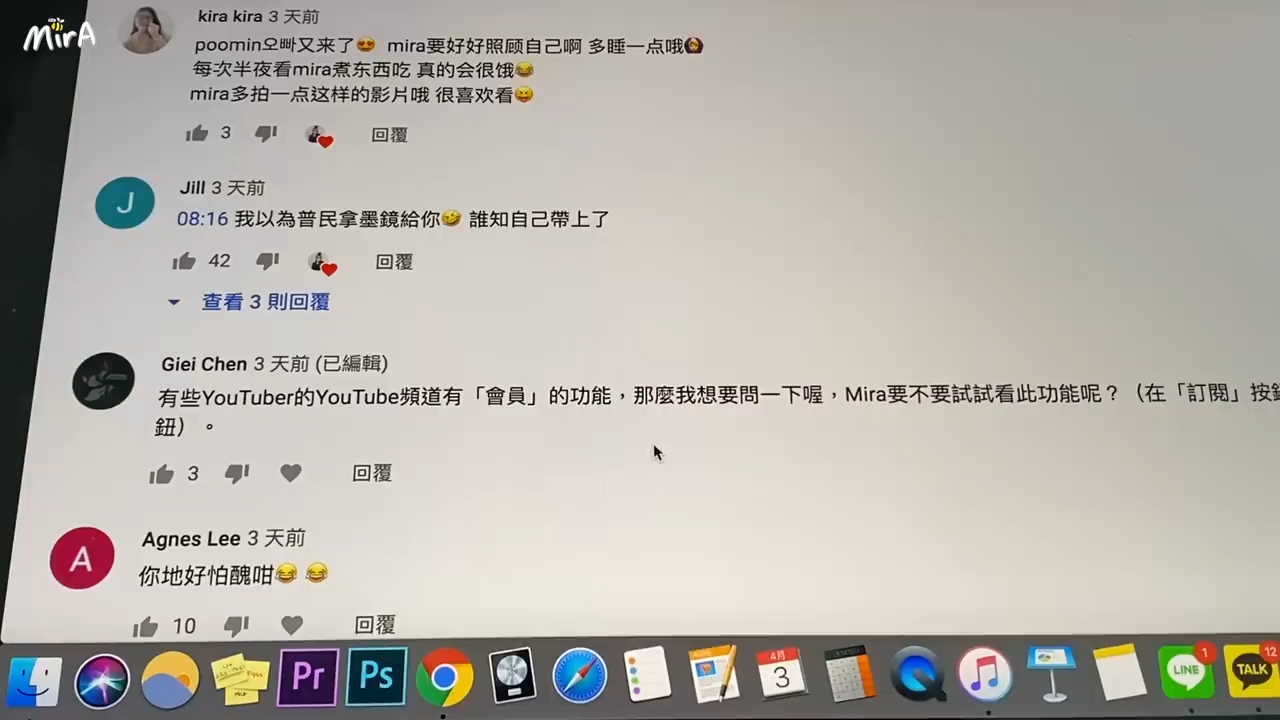 MirA
kira kira 3 天前
poomin오빠又来了😍 mira要好好照顾自己啊 多睡一点哦🙆
每次半夜看mira煮东西吃 真的会很饿😂
mira多拍一点这样的影片哦 很喜欢看😝
3 回覆
J
Jill 3 天前
08:16 我以為普民拿墨鏡給你🤣 誰知自己帶上了
42 回覆
查看 3 則回覆
Giei Chen 3 天前 (已編輯)
有些YouTuber的YouTube頻道有「會員」的功能，那麼我想要問一下喔，Mira要不要試試看此功能呢？（在「訂閱」按鈕
鈕）。
3 回覆
A
Agnes Lee 3 天前
你地好怕醜咁😂 😂
10 回覆
Pr
Ps
4月
3
LINE
1
TALK
12